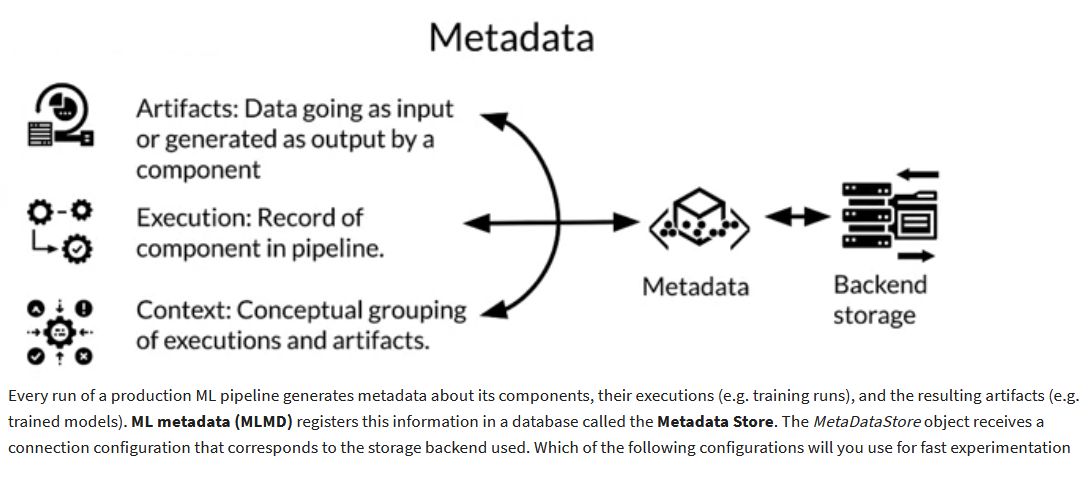 Metadata
Artifacts: Data going as input
or generated as output by a
component
Execution: Record of
component in pipeline.
Context: Conceptual grouping
of executions and artifacts.
Metadata
Backend
storage
Every run of a production ML pipeline generates metadata about its components, their executions (e.g. training runs), and the resulting artifacts (e.g.
trained models). ML metadata (MLMD) registers this information in a database called the Metadata Store. The MetaDataStore object receives a
connection configuration that corresponds to the storage backend used. Which of the following configurations will you use for fast experimentation